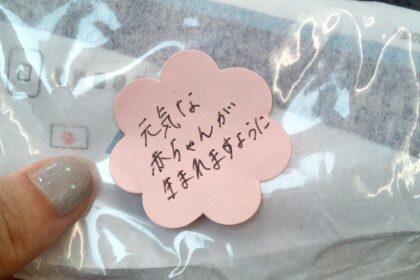 元気な
赤ちゃんが
生まれますように